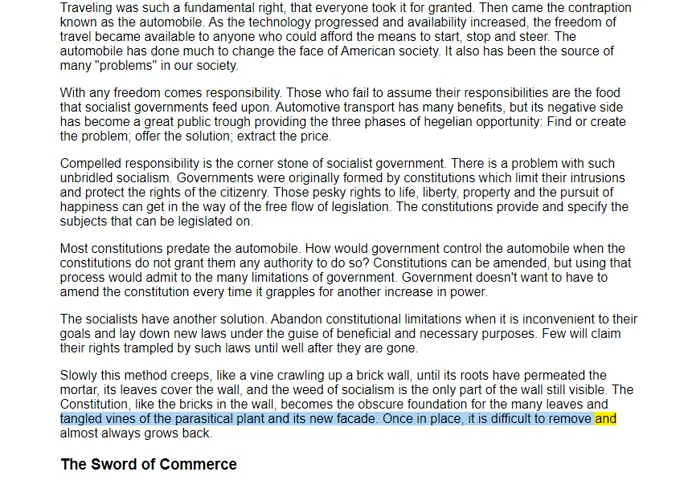 Traveling was such a fundamental right, that everyone took it for granted. Then came the contraption
known as the automobile. As the technology progressed and availability increased, the freedom of
travel became available to anyone who could afford the means to start, stop and steer. The
automobile has done much to change the face of American society. It also has been the source of
many "problems" in our society.
With any freedom comes responsibility. Those who fail to assume their responsibilities are the food
that socialist governments feed upon. Automotive transport has many benefits, but its negative side
has become a great public trough providing the three phases of hegelian opportunity: Find or create
the problem; offer the solution; extract the price.
Compelled responsibility is the corner stone of socialist government. There is a problem with such
unbridled socialism. Governments were originally formed by constitutions which limit their intrusions
and protect the rights of the citizenry. Those pesky rights to life, liberty, property and the pursuit of
happiness can get in the way of the free flow of legislation. The constitutions provide and specify the
subjects that can be legislated on.
Most constitutions predate the automobile. How would government control the automobile when the
constitutions do not grant them any authority to do so? Constitutions can be amended, but using that
process would admit to the many limitations of government. Government doesn't want to have to
amend the constitution every time it grapples for another increase in power.
The socialists have another solution. Abandon constitutional limitations when it is inconvenient to their
goals and lay down new laws under the guise of beneficial and necessary purposes. Few will claim
their rights trampled by such laws until well after they are gone.
Slowly this method creeps, like a vine crawling up a brick wall, until its roots have permeated the
mortar, its leaves cover the wall, and the weed of socialism is the only part of the wall still visible. The
Constitution, like the bricks in the wall, becomes the obscure foundation for the many leaves and
tangled vines of the parasitical plant and its new facade. Once in place, it is difficult to remove and
almost always grows back.
The Sword of Commerce